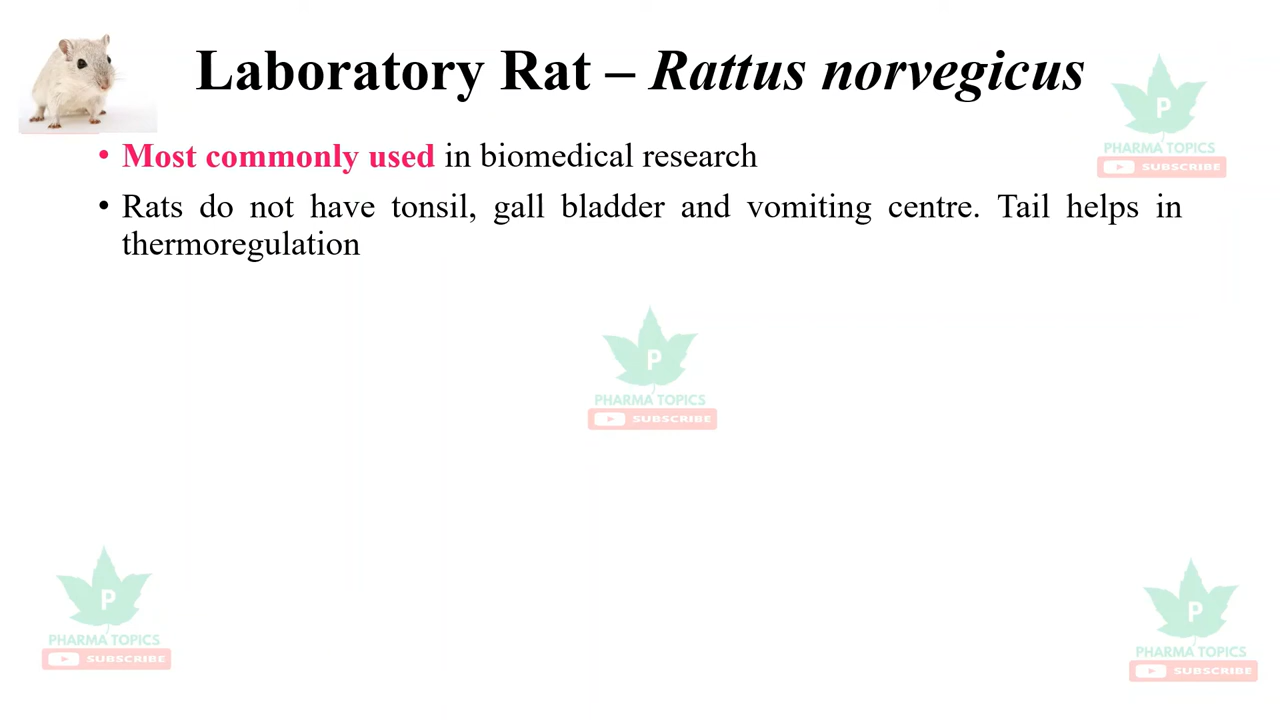 Laboratory Rat – Rattus norvegicus
• Most commonly used in biomedical research
• Rats do not have tonsil, gall bladder and vomiting centre. Tail helps in
thermoregulation
P
PHARMA TOPICS
SUBSCRIBE
P
PHARMA TOPICS
SUBSCRIBE
P
PHARMA TOPICS
SUBSCRIBE
P
PHARMA TOPICS
SUBSCRIBE